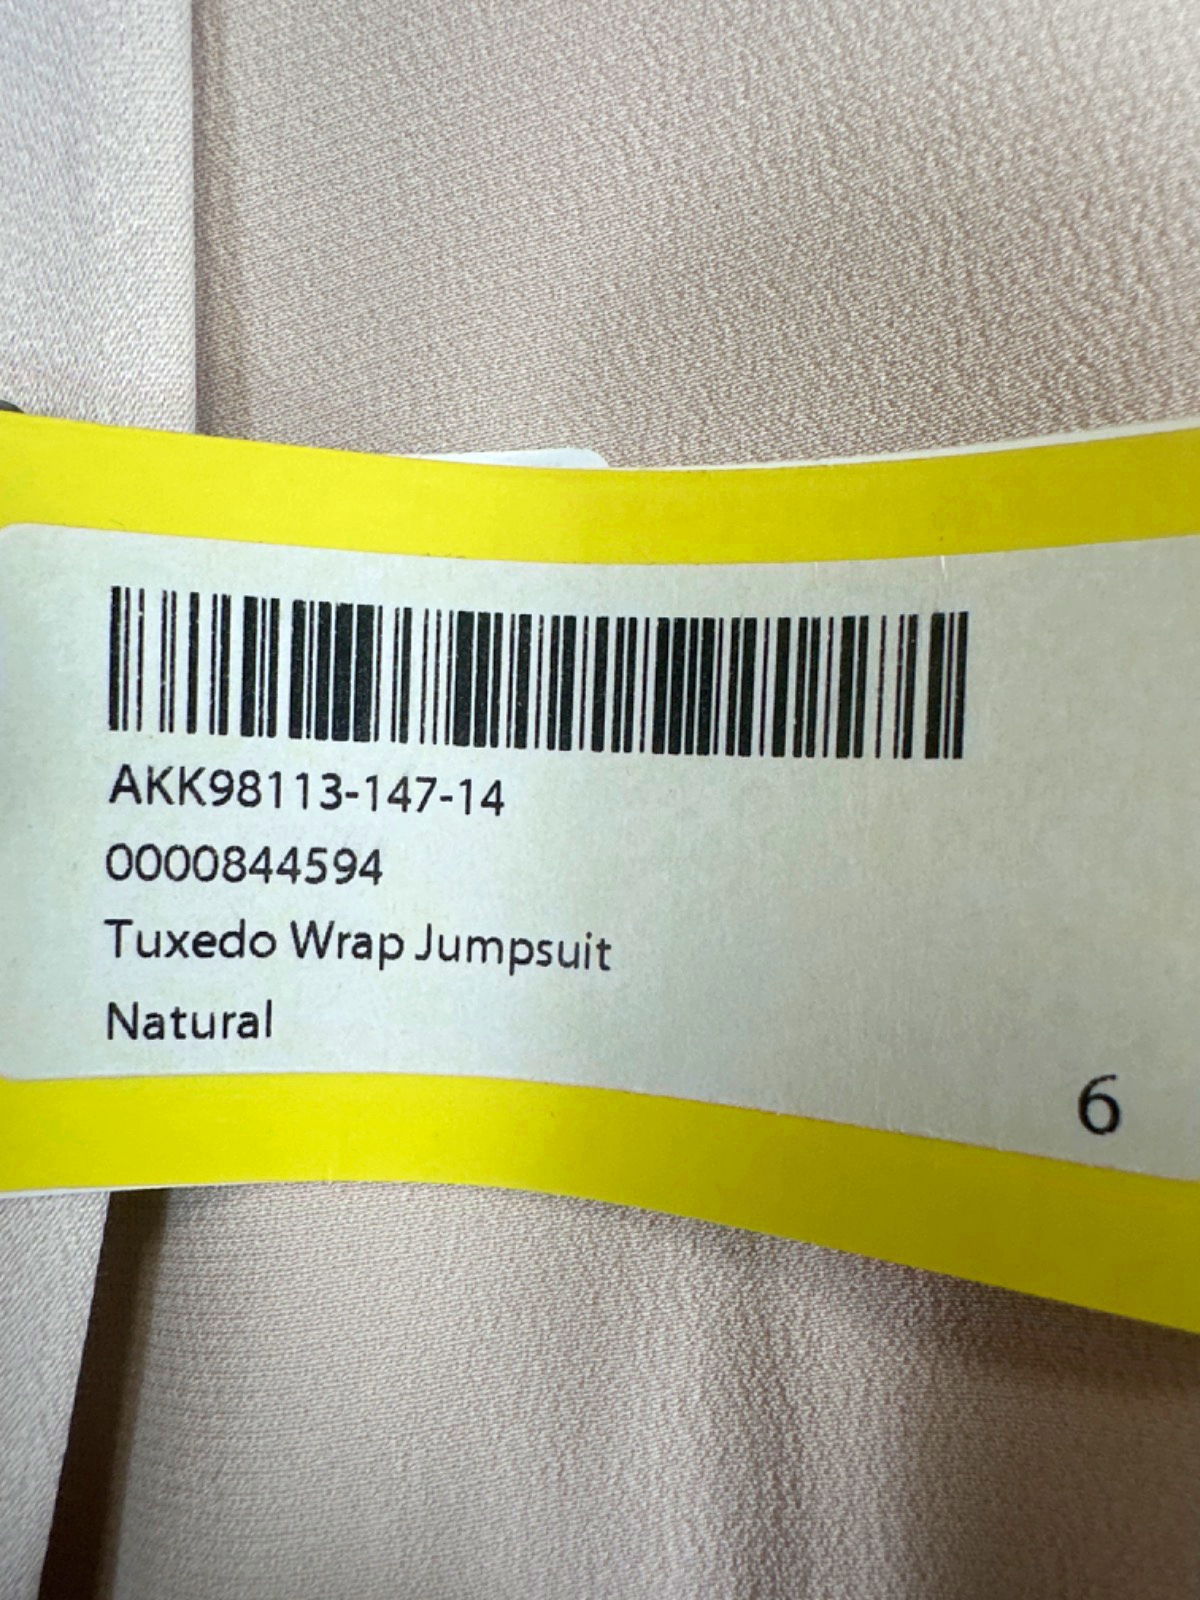 AKK98113-147-14
0000844594
Tuxedo Wrap Jumpsuit
Natural
6